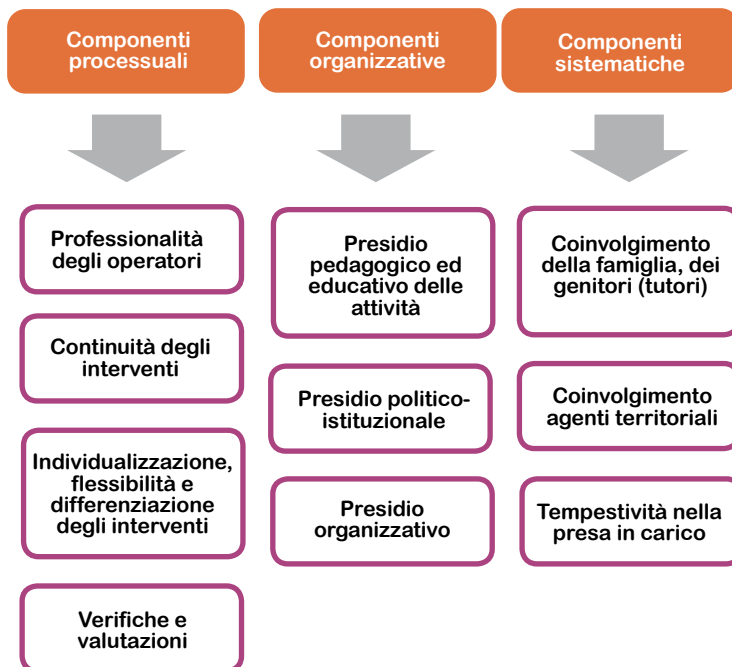 Componenti
processuali
Componenti
organizzative
Componenti
sistematiche
Professionalità
degli operatori
Continuità degli
interventi
Individualizzazione,
flessibilità e
differenziazione
degli interventi
Verifiche e
valutazioni
Presidio
pedagogico ed
educativo delle
attività
Presidio politico-
istituzionale
Presidio
organizzativo
Coinvolgimento
della famiglia, dei
genitori (tutori)
Coinvolgimento
agenti territoriali
Tempestività nella
presa in carico